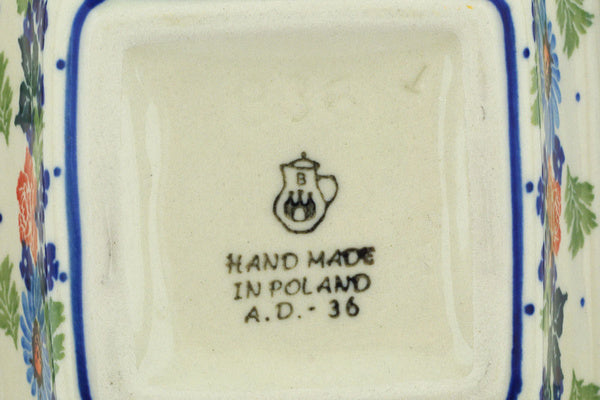 B
HAND MADE
IN POLAND
A.D.- 36